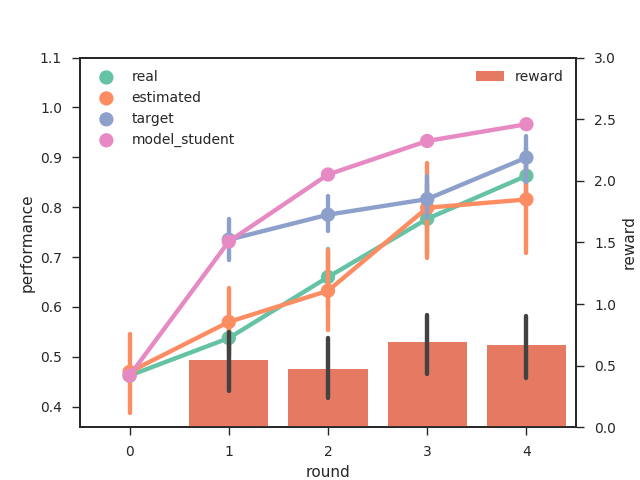 1.1
1.0
0.9
0.8
0.7
0.6
0.5
0.4
performance
real
estimated
target
model_student
reward
3.0
2.5
2.0
1.5
1.0
0.5
0.0
reward
0 1 2 3 4
round